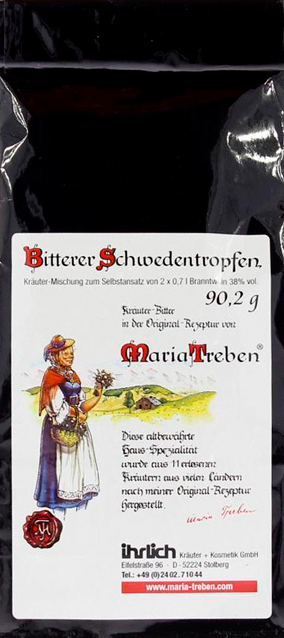 Bitterer Schwedentropfen.
Kräuter-Mischung zum Selbstansatz von 2 x 0,7 l Branntwein 38% vol.
90,2 g
Kräuter-Bitter
in der Original-Rezeptur von
Maria Treben®
Diese altbewährte
Haus-Spezialität
wurde aus 11 erlesenen
Kräutern aus vielen Ländern
nach meiner Original-Rezeptur
hergestellt.
Maria Treben
ihrlich Kräuter + Kosmetik GmbH
Eifelstraße 96 · D - 52224 Stolberg
Tel.: +49 (0) 24 02. 7 10 44
www.maria-treben.com